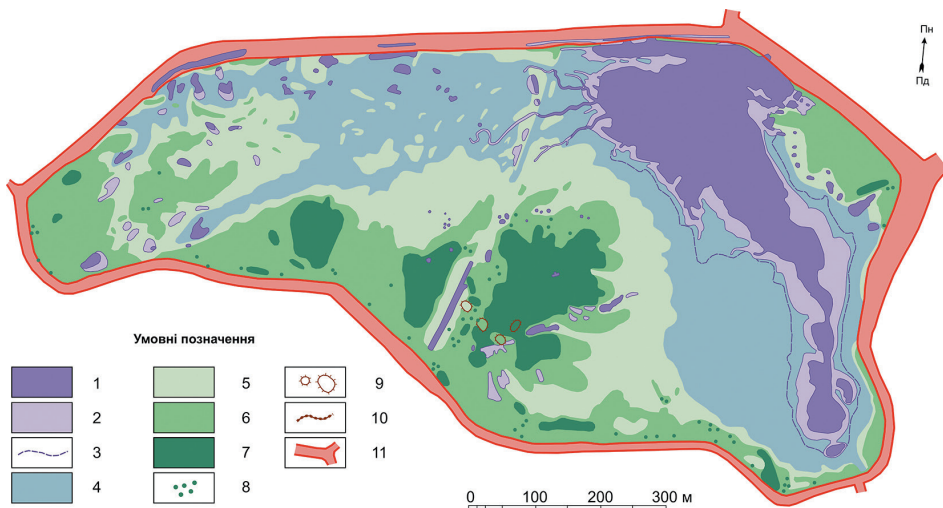 Пн
Пд
Умовні позначення
1 5 9
2 6 10
3 7 11
4 8
0 100 200 300 м